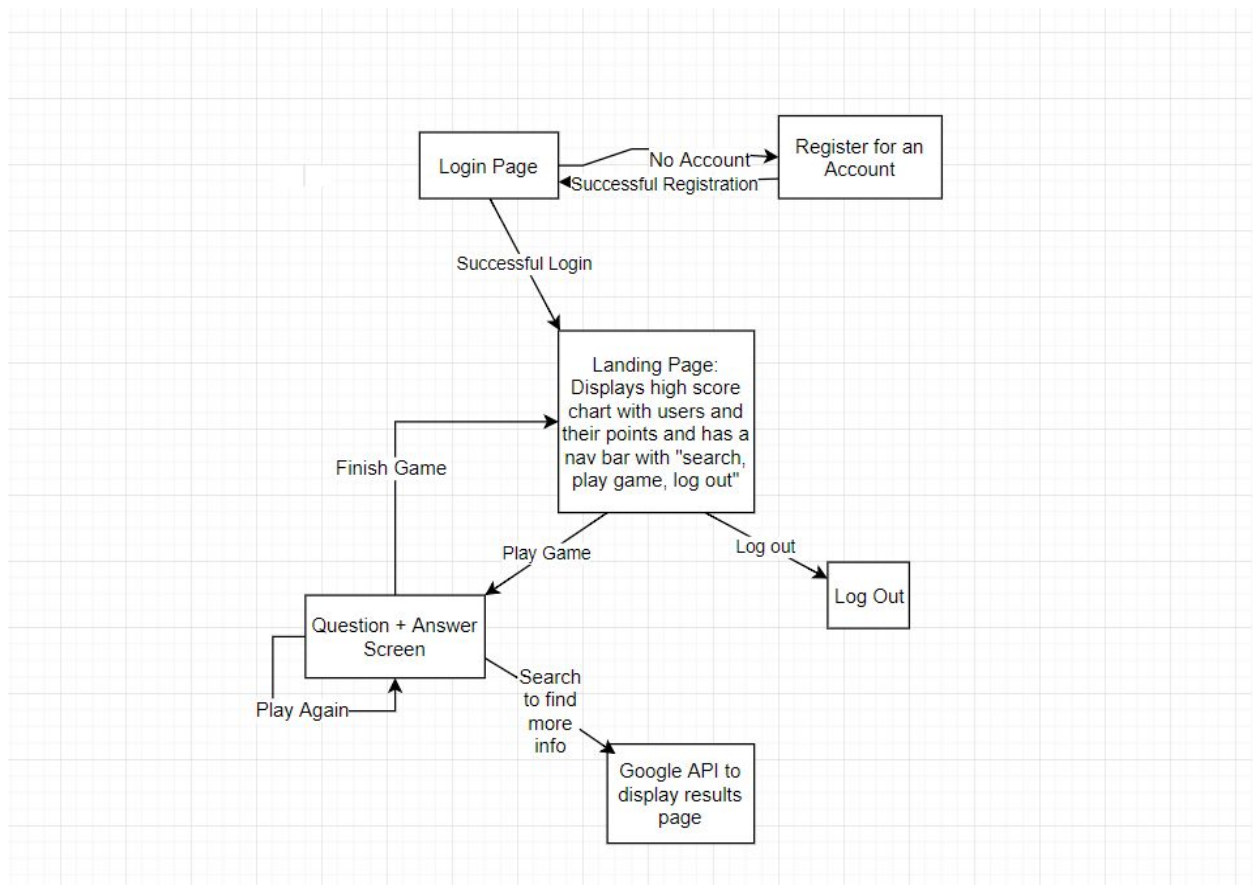 Login Page
No Account
Successful Registration
Register for an
Account
Successful Login
Landing Page:
Displays high score
chart with users and
their points and has a
nav bar with "search,
play game, log out"
Finish Game
Play Game
Log out
Log Out
Question + Answer
Screen
Play Again
Search
to find
more
info
Google API to
display results
page